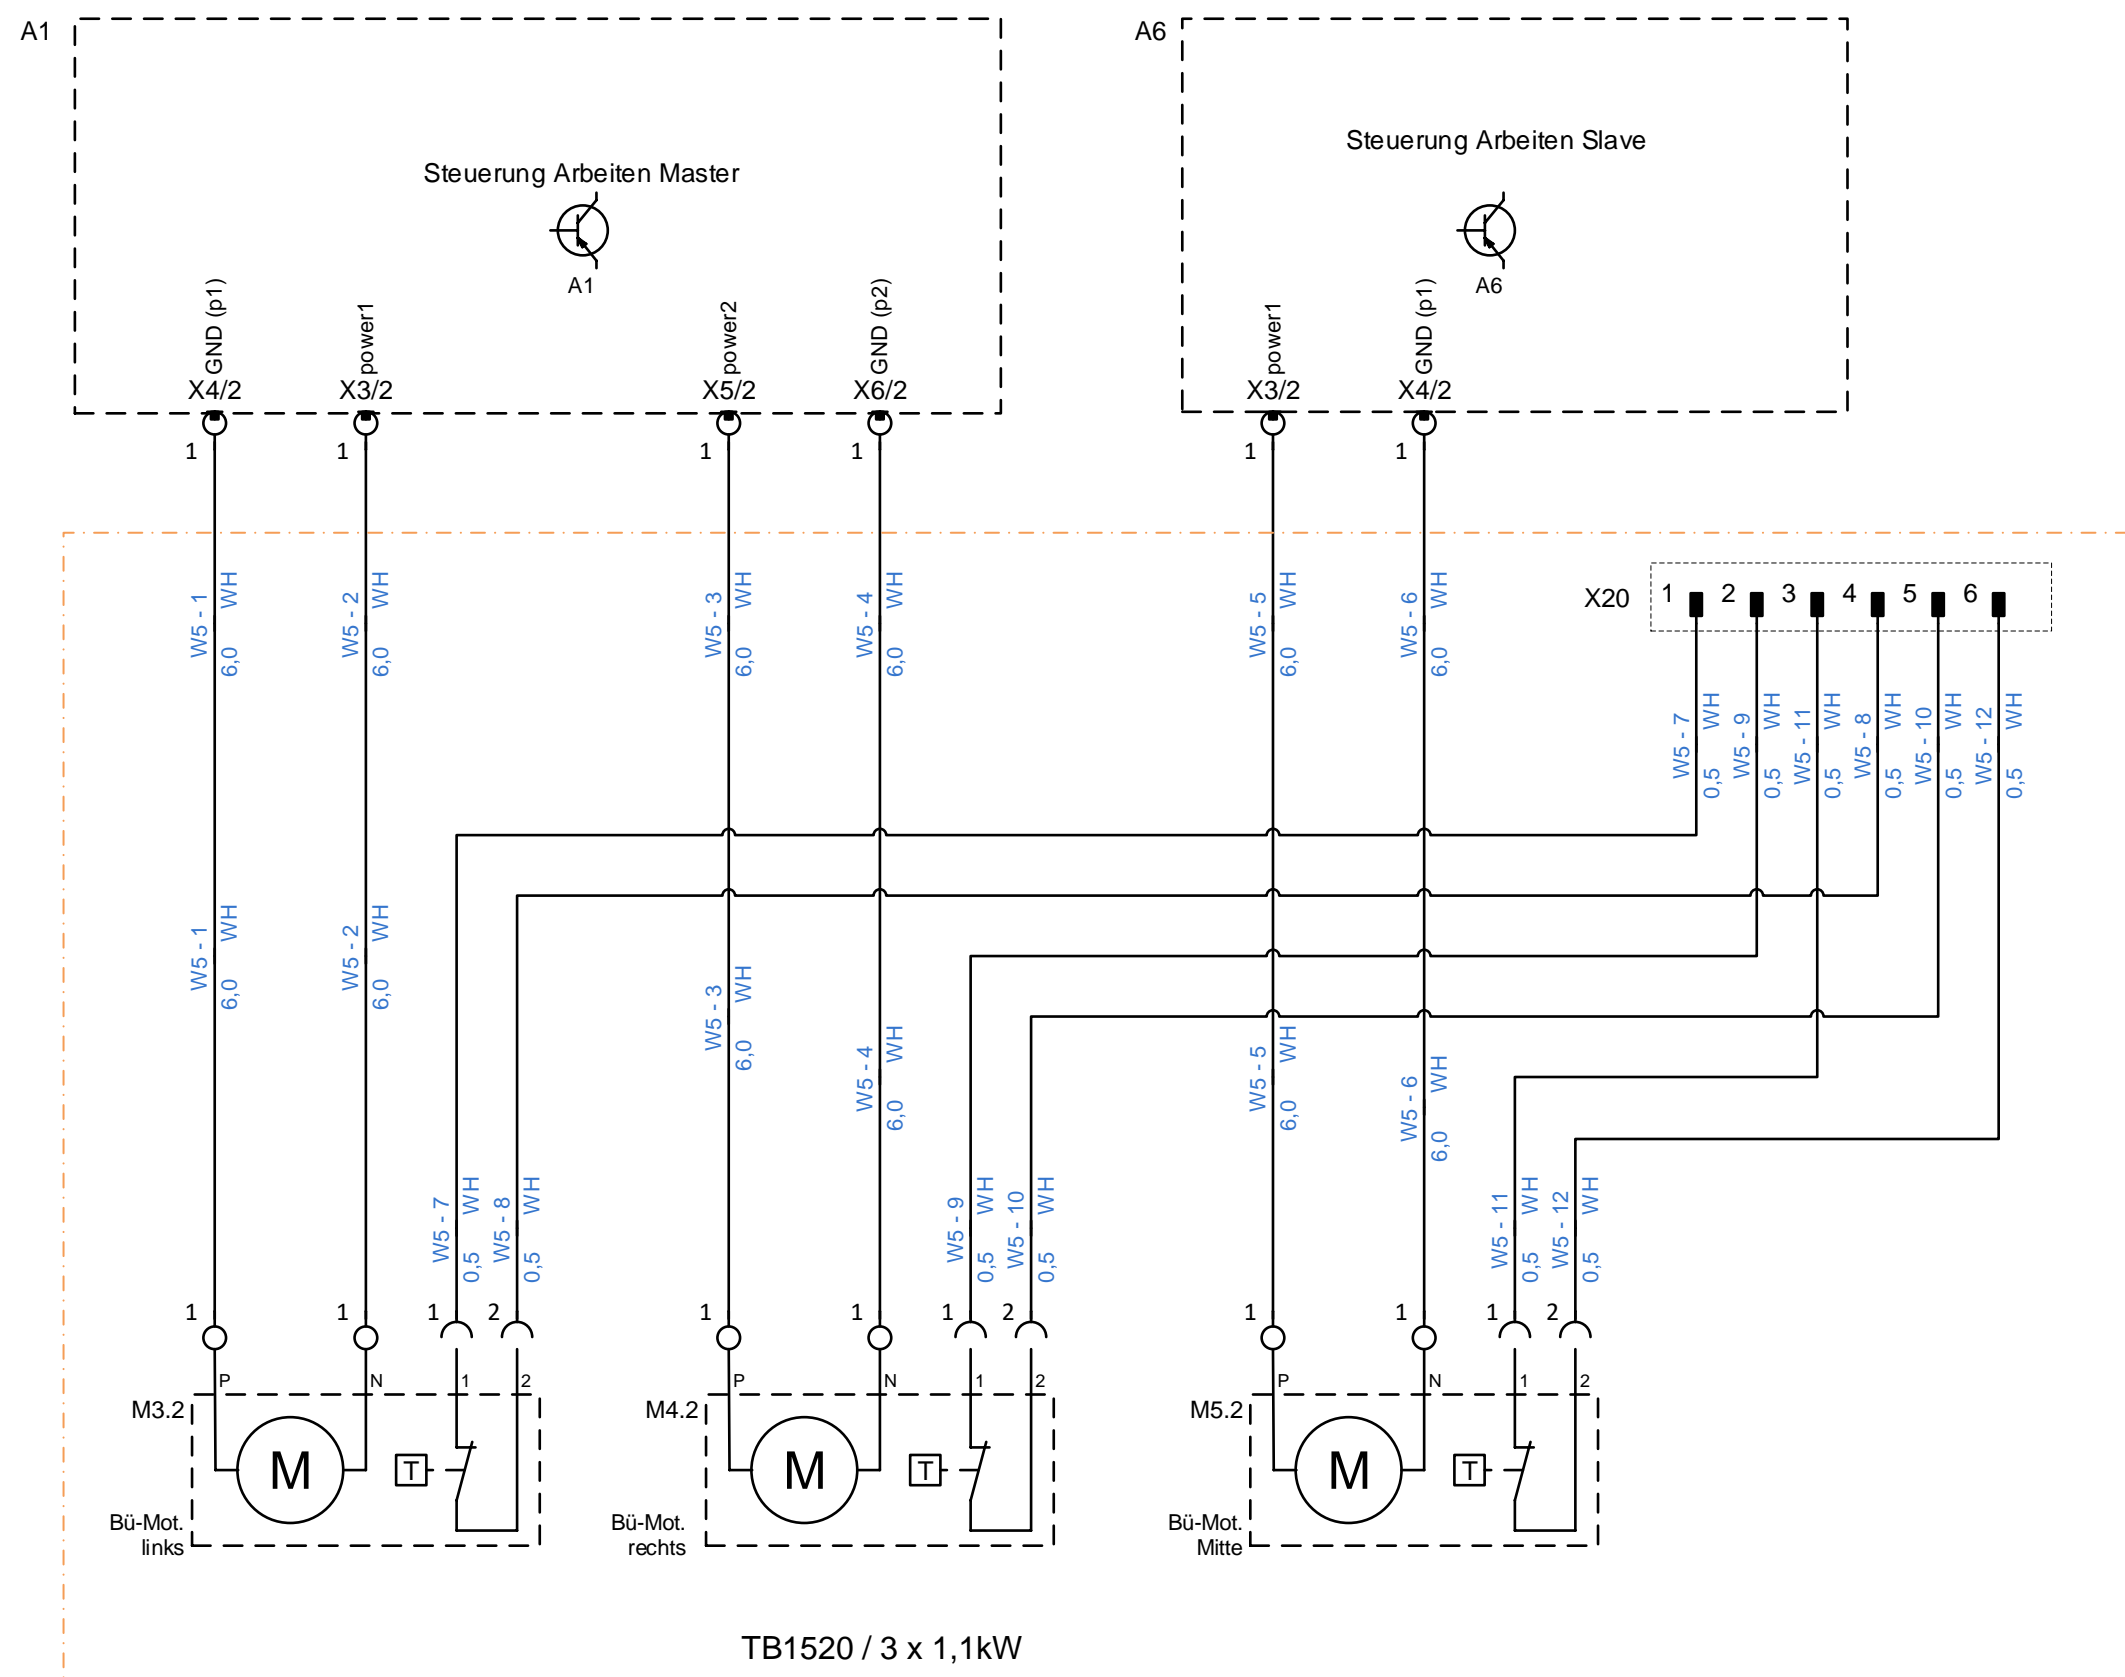 A1
A6
Steuerung Arbeiten Slave
Steuerung Arbeiten Master
A1
A6
GND (p1)
power1
power2
GND (p2)
power1
GND (p1)
X4/2
X3/2
X5/2
X6/2
X3/2
X4/2
1
1
1
1
1
1
X20
1 2 3 4 5 6
W5 - 1 6,0 WH
W5 - 2 6,0 WH
W5 - 3 6,0 WH
W5 - 4 6,0 WH
W5 - 5 6,0 WH
W5 - 6 6,0 WH
W5 - 7 0,5 WH
W5 - 9 0,5 WH
W5 - 11 0,5 WH
W5 - 8 0,5 WH
W5 - 10 0,5 WH
W5 - 12 0,5 WH
W5 - 1 6,0 WH
W5 - 2 6,0 WH
W5 - 3 6,0 WH
W5 - 4 6,0 WH
W5 - 5 6,0 WH
W5 - 6 6,0 WH
W5 - 7 0,5 WH
W5 - 8 0,5 WH
W5 - 9 0,5 WH
W5 - 10 0,5 WH
W5 - 11 0,5 WH
W5 - 12 0,5 WH
1 1 1 2
1 1 1 2
1 1 1 2
P N 1 2
P N 1 2
P N 1 2
M3.2
M4.2
M5.2
M T
M T
M T
Bü-Mot.
links
Bü-Mot.
rechts
Bü-Mot.
Mitte
TB1520 / 3 x 1,1kW